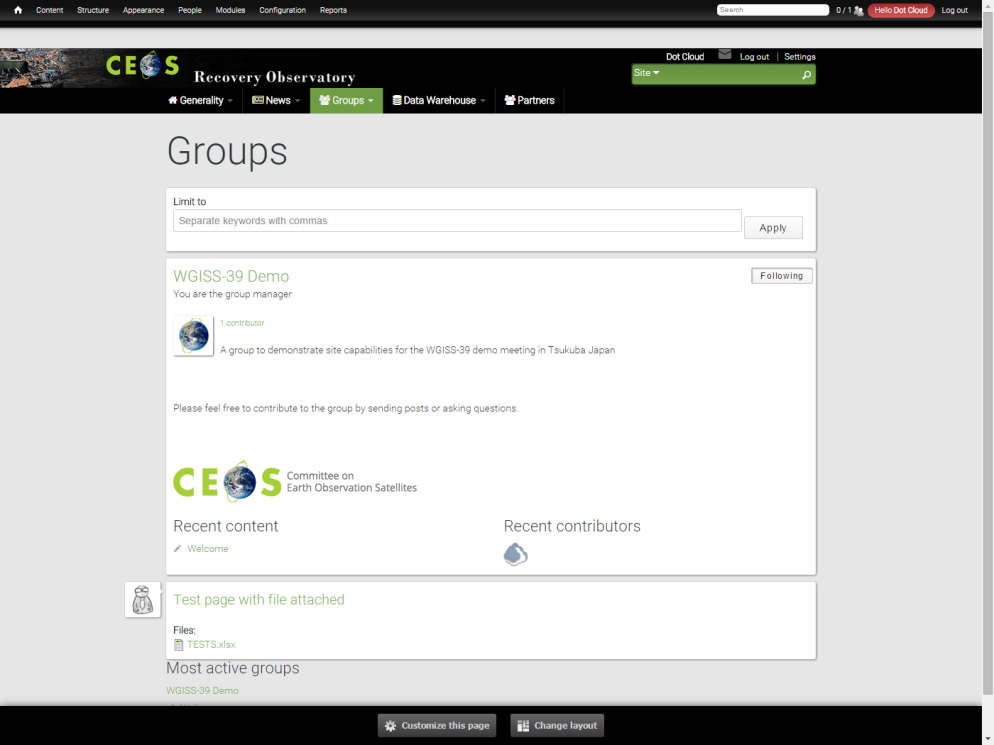 Content Structure Appearance People Modules Configuration Reports Search 0 / 1 Hello Dot Cloud Log out
Dot Cloud Log out | Settings
CEOS Recovery Observatory
Site
Generality News Groups Data Warehouse Partners
Groups
Limit to
Separate keywords with commas
Apply
WGISS-39 Demo
Following
You are the group manager
1 contributor
A group to demonstrate site capabilities for the WGISS-39 demo meeting in Tsukuba Japan
Please feel free to contribute to the group by sending posts or asking questions.
CEOS
Committee on
Earth Observation Satellites
Recent content
Recent contributors
Welcome
Test page with file attached
Files:
TESTS.xlsx
Most active groups
WGISS-39 Demo
Customize this page Change layout